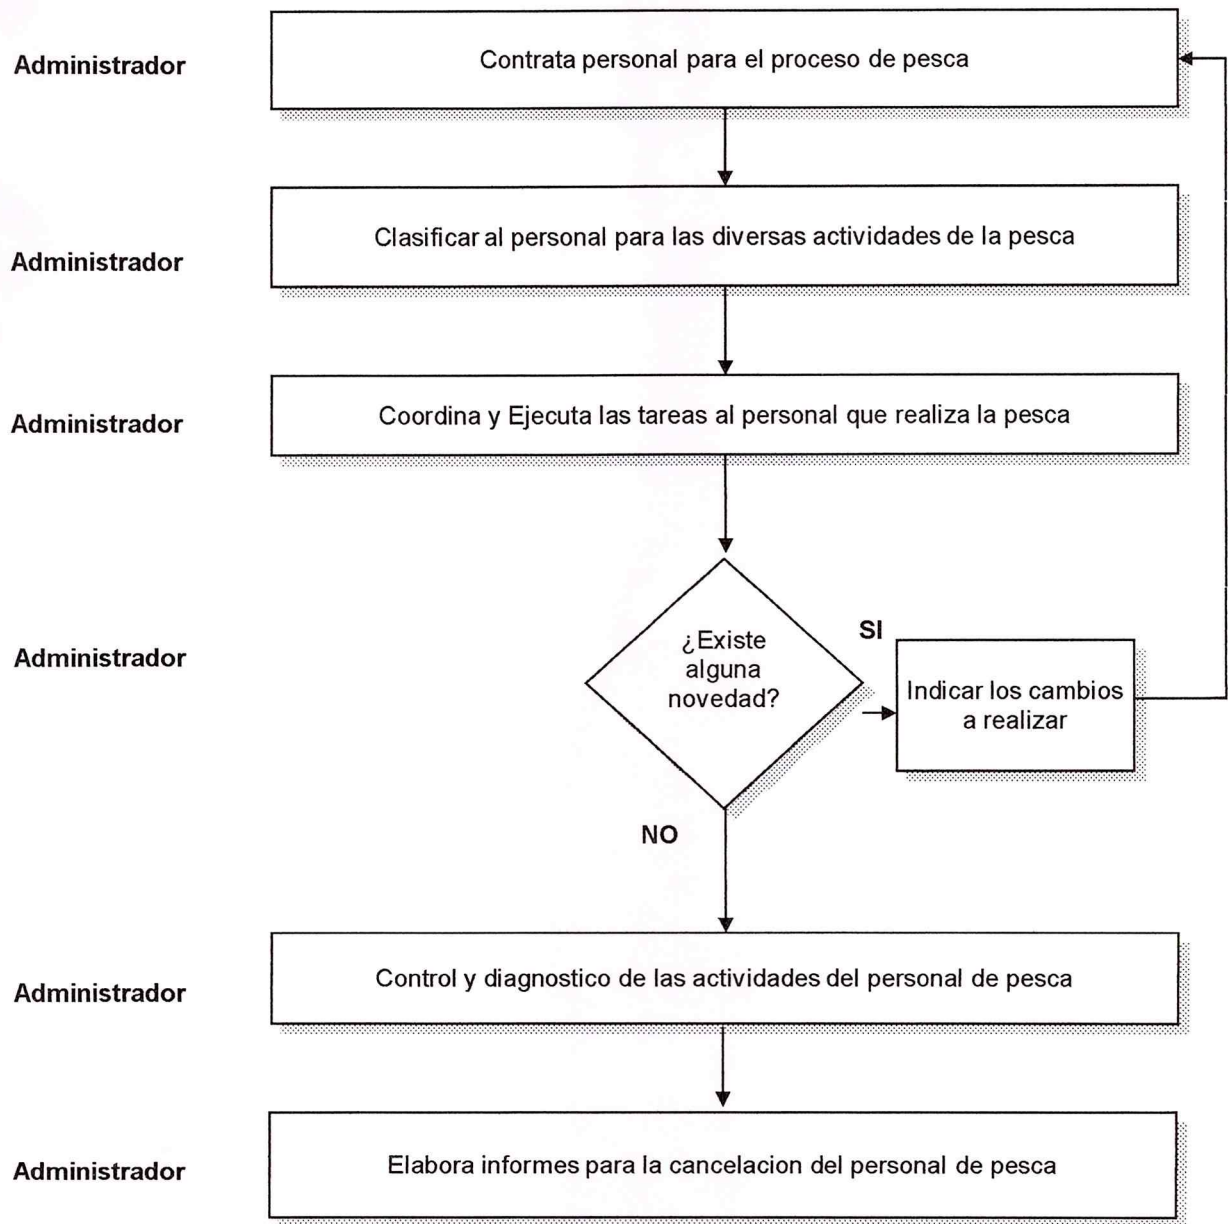 Administrador
Contrata personal para el proceso de pesca
Administrador
Clasificar al personal para las diversas actividades de la pesca
Administrador
Coordina y Ejecuta las tareas al personal que realiza la pesca
Administrador
¿Existe
alguna
novedad?
SI
Indicar los cambios
a realizar
NO
Administrador
Control y diagnostico de las actividades del personal de pesca
Administrador
Elabora informes para la cancelacion del personal de pesca